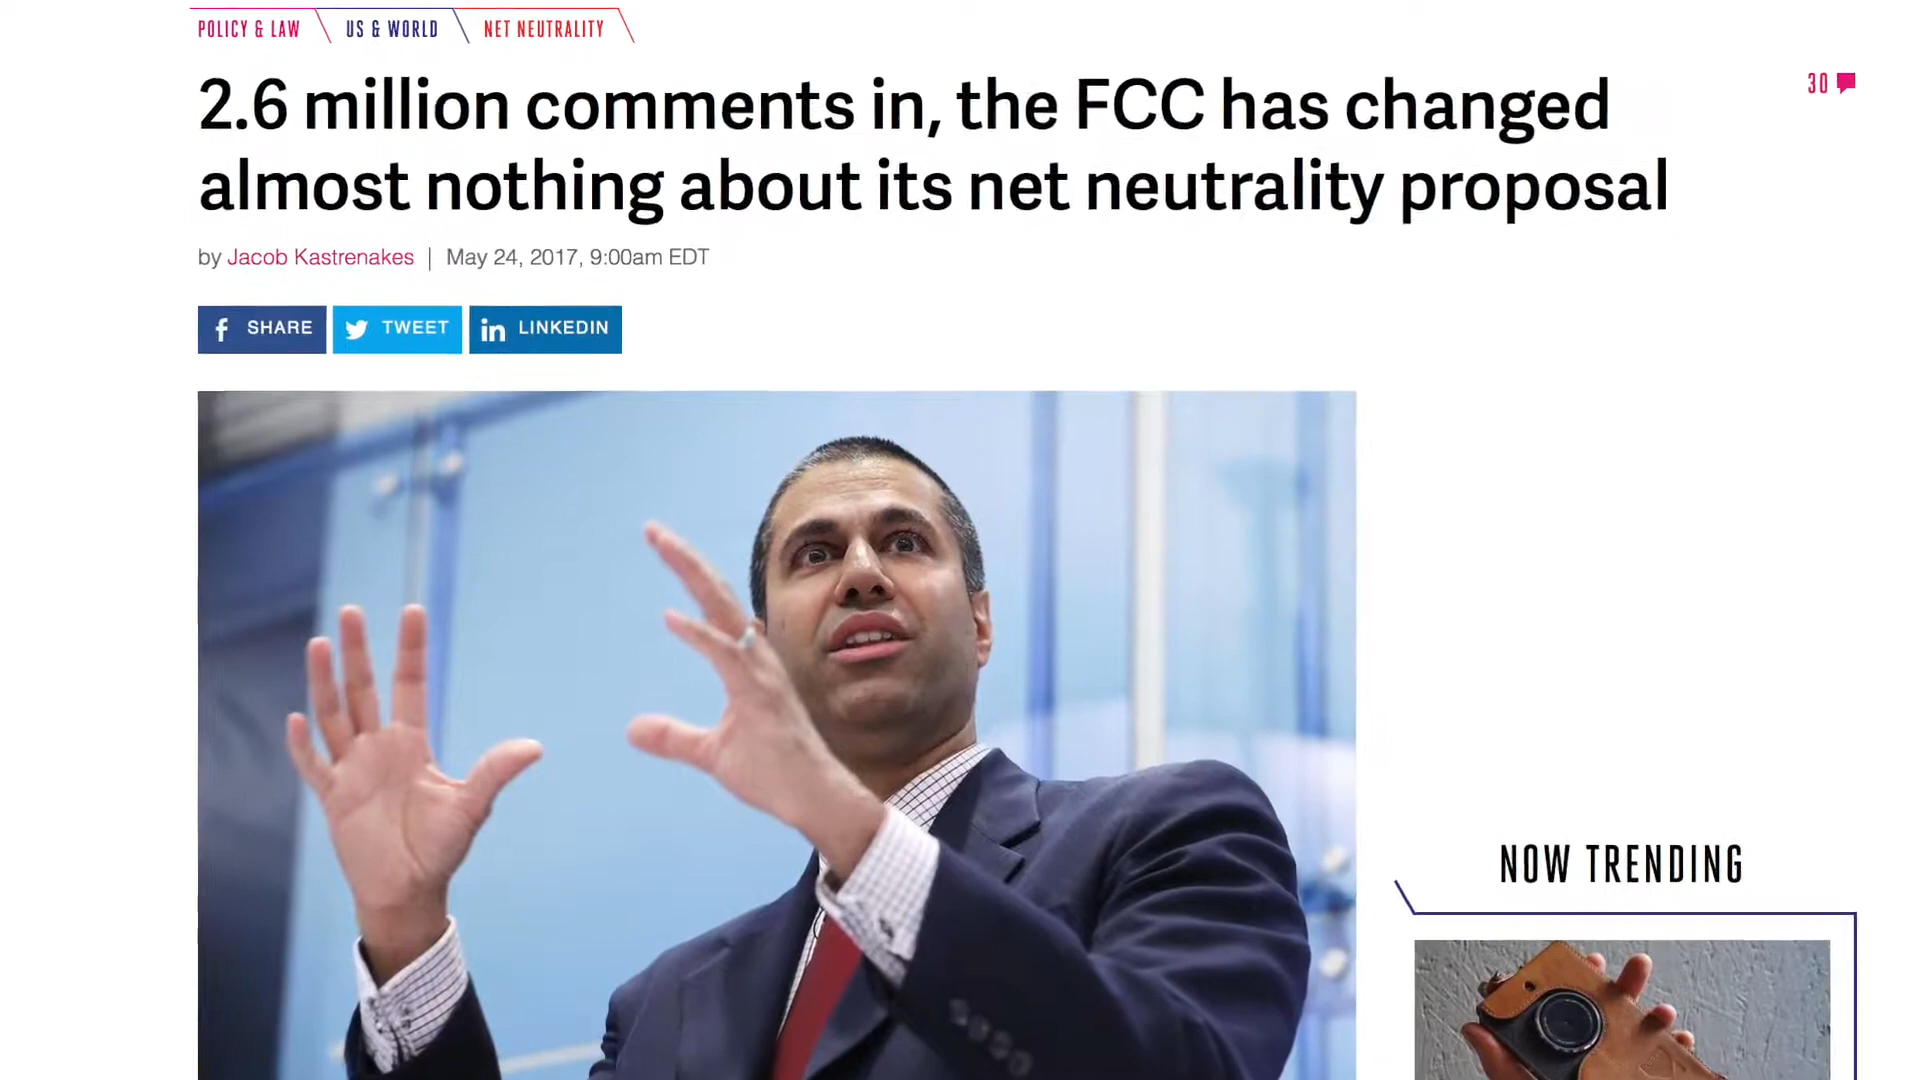 POLICY & LAW
US & WORLD
NET NEUTRALITY
2.6 million comments in, the FCC has changed
almost nothing about its net neutrality proposal
30
by Jacob Kastrenakes | May 24, 2017, 9:00am EDT
SHARE
TWEET
LINKEDIN
NOW TRENDING